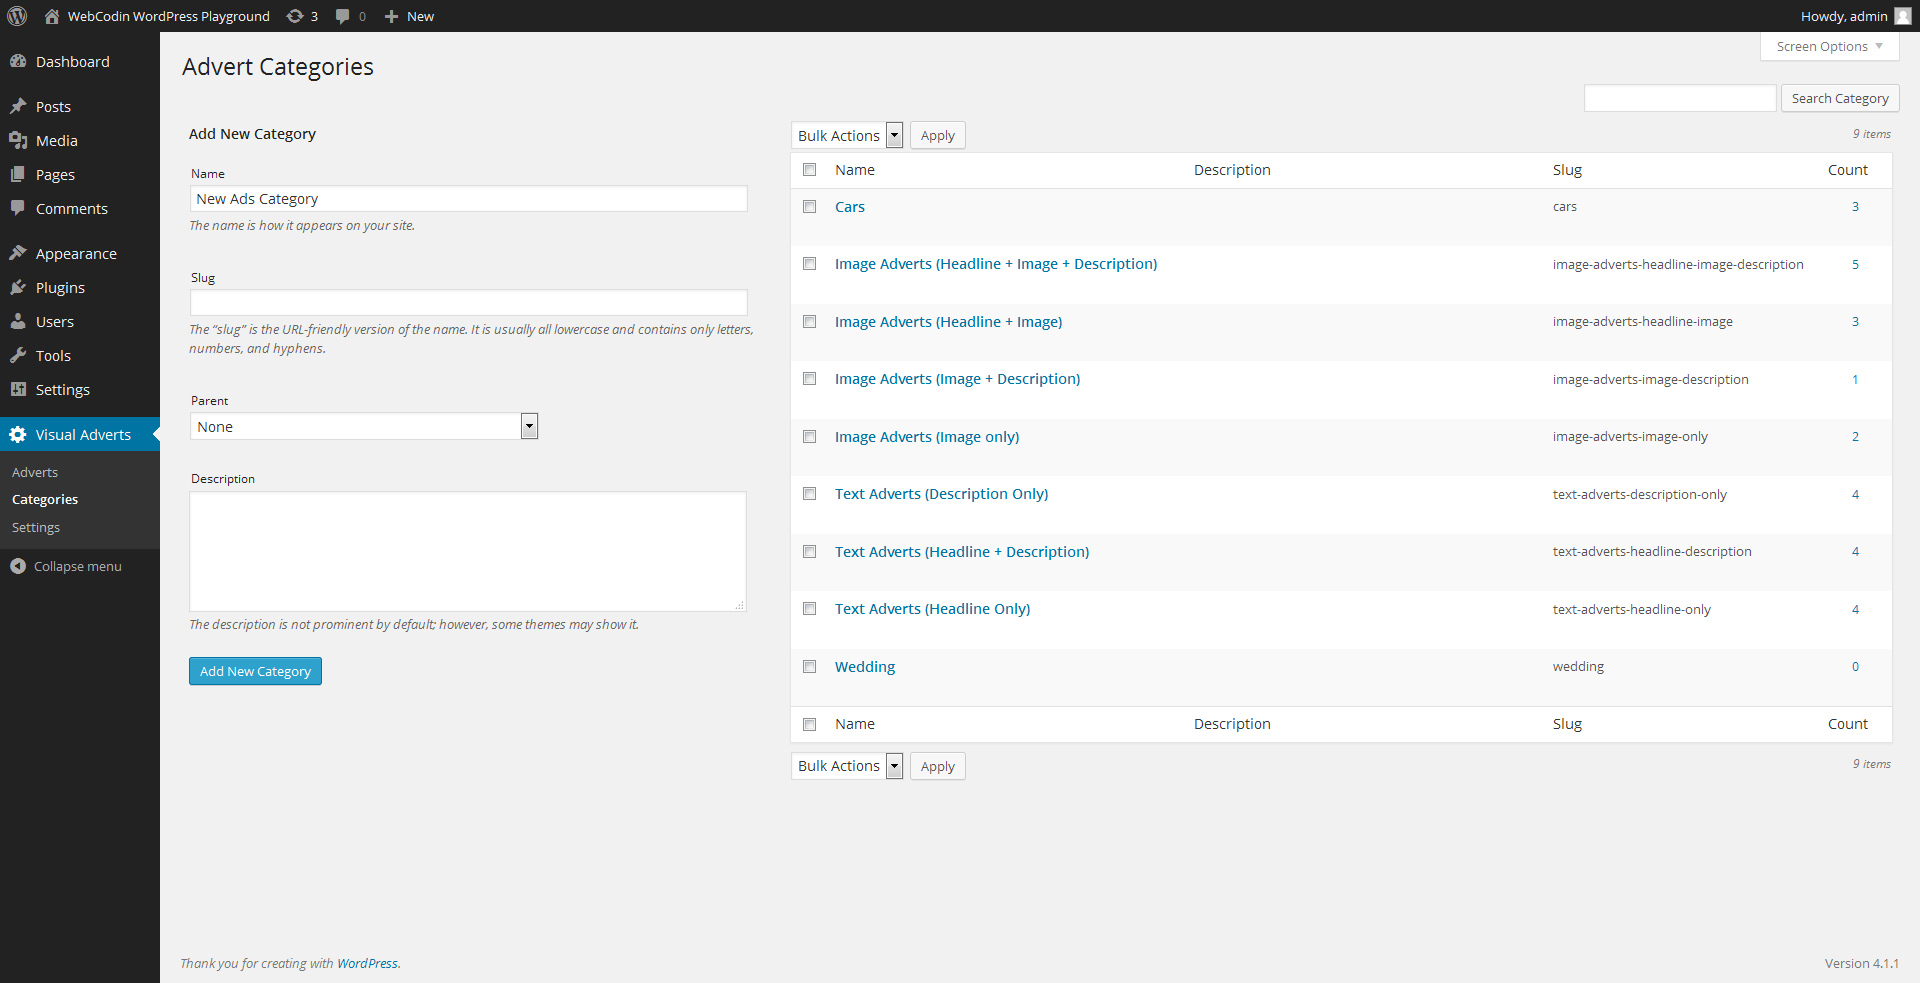 WebCodin WordPress Playground 3 0 New Howdy, admin
Screen Options
Dashboard
Posts
Media
Pages
Comments
Appearance
Plugins
Users
Tools
Settings
Visual Adverts
Adverts
Categories
Settings
Collapse menu
Advert Categories
Search Category
Add New Category
Name
New Ads Category
The name is how it appears on your site.
Slug
The “slug” is the URL-friendly version of the name. It is usually all lowercase and contains only letters,
numbers, and hyphens.
Parent
None
Description
The description is not prominent by default; however, some themes may show it.
Add New Category
Bulk Actions Apply 9 items
Name Description Slug Count
Cars cars 3
Image Adverts (Headline + Image + Description) image-adverts-headline-image-description 5
Image Adverts (Headline + Image) image-adverts-headline-image 3
Image Adverts (Image + Description) image-adverts-image-description 1
Image Adverts (Image only) image-adverts-image-only 2
Text Adverts (Description Only) text-adverts-description-only 4
Text Adverts (Headline + Description) text-adverts-headline-description 4
Text Adverts (Headline Only) text-adverts-headline-only 4
Wedding wedding 0
Name Description Slug Count
Bulk Actions Apply 9 items
Thank you for creating with WordPress. Version 4.1.1